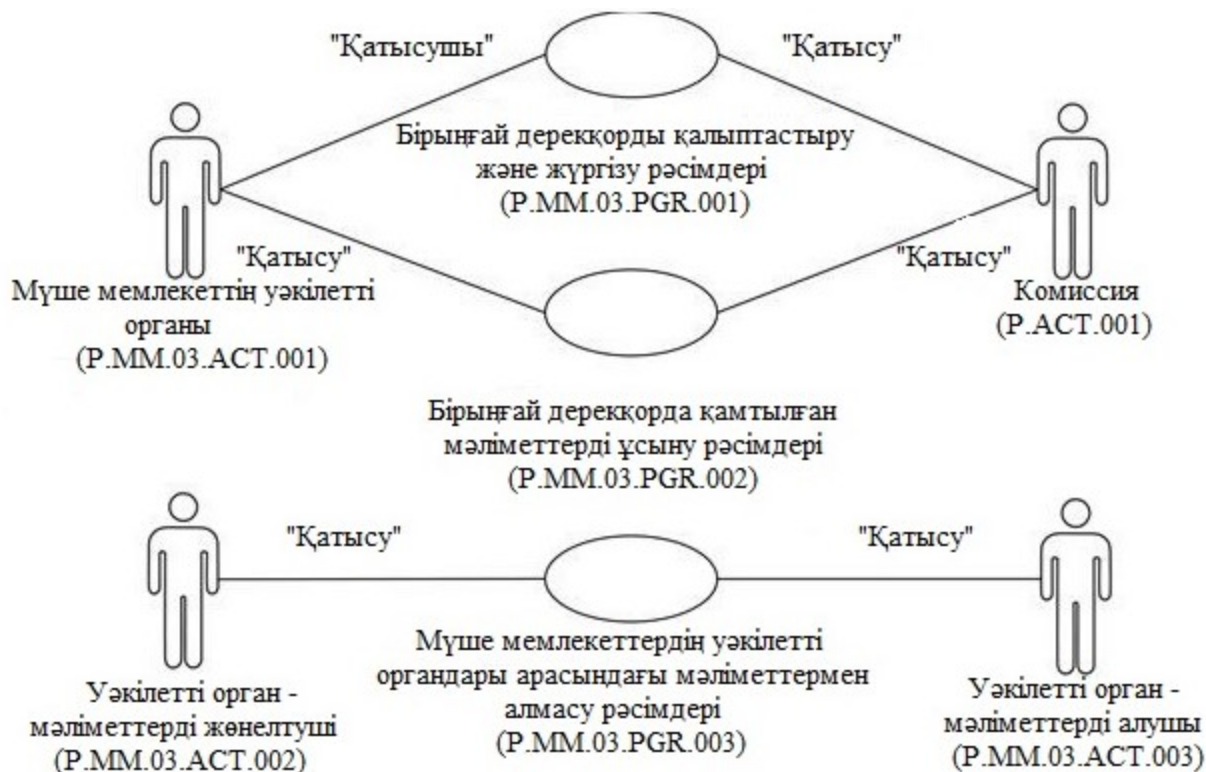 "Қатысушы"
"Қатысу"
Бірыңғай дерекқорды қалыптастыру
және жүргізу рәсімдері
(P.MM.03.PGR.001)
"Қатысу"
"Қатысу"
Мүше мемлекеттің уәкілетті
органы
(P.MM.03.ACT.001)
Комиссия
(P.ACT.001)
Бірыңғай дерекқорда қамтылған
мәліметтерді ұсыну рәсімдері
(P.MM.03.PGR.002)
"Қатысу"
"Қатысу"
Мүше мемлекеттердің уәкілетті
органдары арасындағы мәліметтермен
алмасу рәсімдері
(P.MM.03.PGR.003)
Уәкілетті орган -
мәліметтерді жөнелтуші
(P.MM.03.ACT.002)
Уәкілетті орган -
мәліметтерді алушы
(P.MM.03.ACT.003)